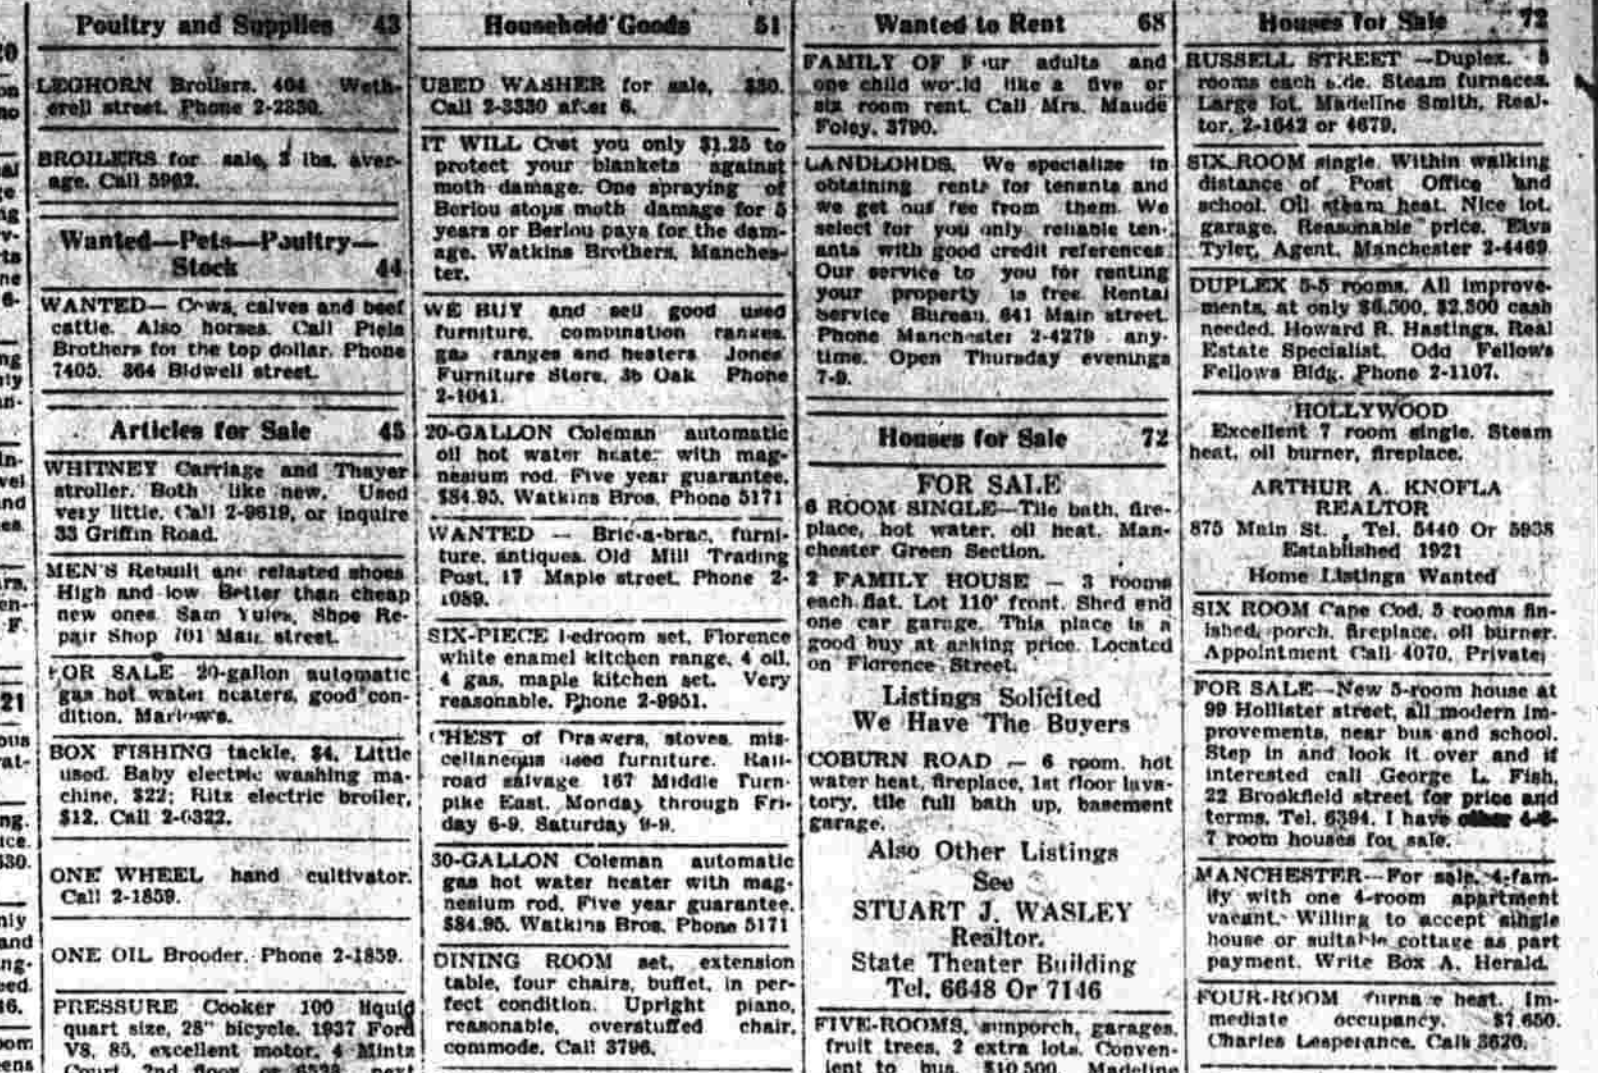 Poultry and Supplies 43
LEGHORN Broilers. 404 Weth-
erell street. Phone 2-2830.
BROILERS for sale, 3 lbs. aver-
age. Call 5962.
Wanted—Pets—Poultry—
Stock 44
WANTED— Cows, calves and beef
cattle. Also horses. Call Piela
Brothers for the top dollar. Phone
7405. 364 Bidwell street.
Articles for Sale 45
WHITNEY Carriage and Thayer
stroller. Both like new. Used
very little. Call 2-9619, or inquire
33 Griffin Road.
MEN'S Rebuilt and relasted shoes
High and low Better than cheap
new ones. Sam Yules, Shoe Re-
pair Shop 701 Main street.
FOR SALE 20-gallon automatic
gas hot water heaters, good con-
dition. Marlow's.
BOX FISHING tackle, $4. Little
used. Baby electric washing ma-
chine, $22; Ritz electric broiler,
$12. Call 2-0322.
ONE WHEEL hand cultivator.
Call 2-1859.
ONE OIL Brooder. Phone 2-1859.
PRESSURE Cooker 100 liquid
quart size, 28" bicycle. 1937 Ford
V8, 85, excellent motor. 4 Mintz
Court, 2nd floor next
Household Goods 51
USED WASHER for sale, $30.
Call 2-3330 after 6.
IT WILL Cost you only $1.25 to
protect your blankets against
moth damage. One spraying of
Berlou stops moth damage for 5
years or Berlou pays for the dam-
age. Watkins Brothers, Manches-
ter.
WE BUY and sell good used
furniture, combination ranges,
gas ranges and heaters Jones'
Furniture Store, 36 Oak Phone
2-1041.
20-GALLON Coleman automatic
oil hot water heater with mag-
nesium rod. Five year guarantee.
$84.95. Watkins Bros. Phone 5171
WANTED — Bric-a-brac, furni-
ture, antiques. Old Mill Trading
Post, 17 Maple street. Phone 2-
1089.
SIX-PIECE bedroom set, Florence
white enamel kitchen range, 4 oil,
4 gas, maple kitchen set. Very
reasonable. Phone 2-9951.
CHEST of Drawers, stoves, mis-
cellaneous used furniture. Rail-
road salvage 167 Middle Turn-
pike East. Monday through Fri-
day 6-9. Saturday 9-9.
30-GALLON Coleman automatic
gas hot water heater with mag-
nesium rod. Five year guarantee.
$84.95. Watkins Bros. Phone 5171
DINING ROOM set, extension
table, four chairs, buffet, in per-
fect condition. Upright piano,
reasonable, overstuffed chair,
commode. Call 3796.
Wanted to Rent 68
FAMILY OF Four adults and
one child would like a five or
six room rent. Call Mrs. Maude
Foley. 3790.
LANDLORDS. We specialize in
obtaining rents for tenants and
we get our fee from them. We
select for you only reliable ten-
ants with good credit references
Our service to you for renting
your property is free. Rental
Service Bureau, 641 Main street.
Phone Manchester 2-4279 any-
time. Open Thursday evenings
7-9.
Houses for Sale 72
FOR SALE
6 ROOM SINGLE—Tile bath, fire-
place, hot water, oil heat. Man-
chester Green Section.
2 FAMILY HOUSE — 3 rooms
each flat. Lot 110' front. Shed end
one car garage. This place is a
good buy at asking price. Located
on Florence Street.
Listings Solicited
We Have The Buyers
COBURN ROAD — 6 room, hot
water heat, fireplace, 1st floor lava-
tory, tile full bath up, basement
garage.
Also Other Listings
See
STUART J. WASLEY
Realtor.
State Theater Building
Tel. 6648 Or 7146
FIVE-ROOMS, sunporch, garages,
fruit trees, 2 extra lots. Conven-
ient to bus. $10,500. Madeline
Houses for Sale 72
RUSSELL STREET —Duplex. 5
rooms each side. Steam furnaces.
Large lot. Madeline Smith, Real-
tor. 2-1642 or 4679.
SIX ROOM single. Within walking
distance of Post Office and
school. Oil steam heat. Nice lot,
garage. Reasonable price. Elva
Tyler, Agent. Manchester 2-4469
DUPLEX 5-5 rooms. All improve-
ments, at only $6,500, $2,500 cash
needed. Howard R. Hastings, Real
Estate Specialist. Odd Fellow's
Fellows Bldg. Phone 2-1107.
HOLLYWOOD
Excellent 7 room single. Steam
heat, oil burner, fireplace.
ARTHUR A. KNOFLA
REALTOR
875 Main St. , Tel. 5440 Or 5938
Established 1921
Home Listings Wanted
SIX ROOM Cape Cod, 5 rooms fin-
ished, porch, fireplace, oil burner.
Appointment Call 4070. Private.
FOR SALE—New 5-room house at
99 Hollister street, all modern im-
provements, near bus and school.
Step in and look it over and if
interested call George L. Fish,
22 Brookfield street for price and
terms. Tel. 6394. I have other 4-6-
7 room houses for sale.
MANCHESTER—For sale, 4-fam-
ily with one 4-room apartment
vacant. Willing to accept single
house or suitable cottage as part
payment. Write Box A, Herald.
FOUR-ROOM furnace heat. Im-
mediate occupancy. $7,650.
Charles Lesperance. Call 3620.